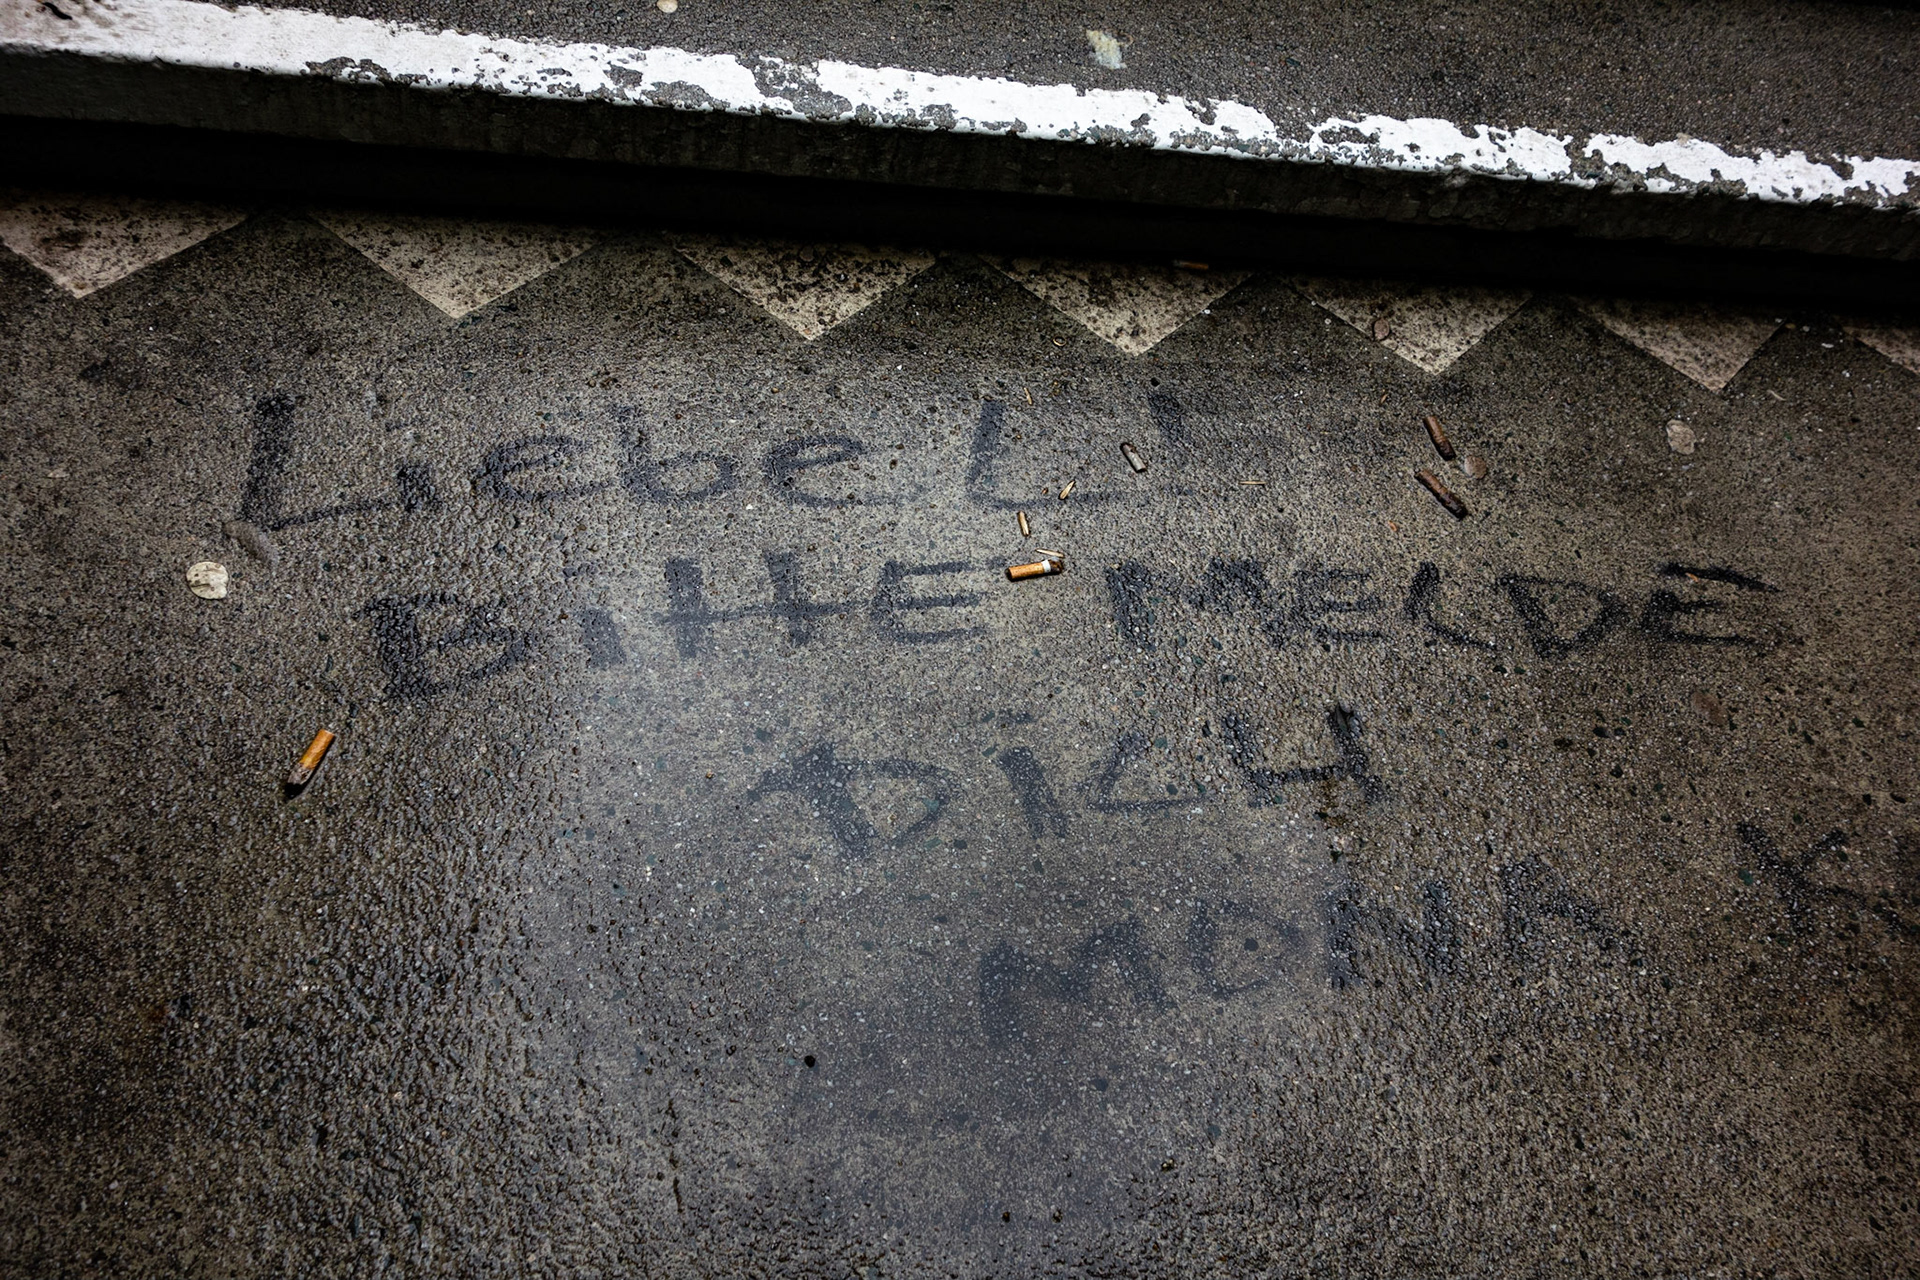 Liebe L!
BITTE MELDE
DICH
MONA